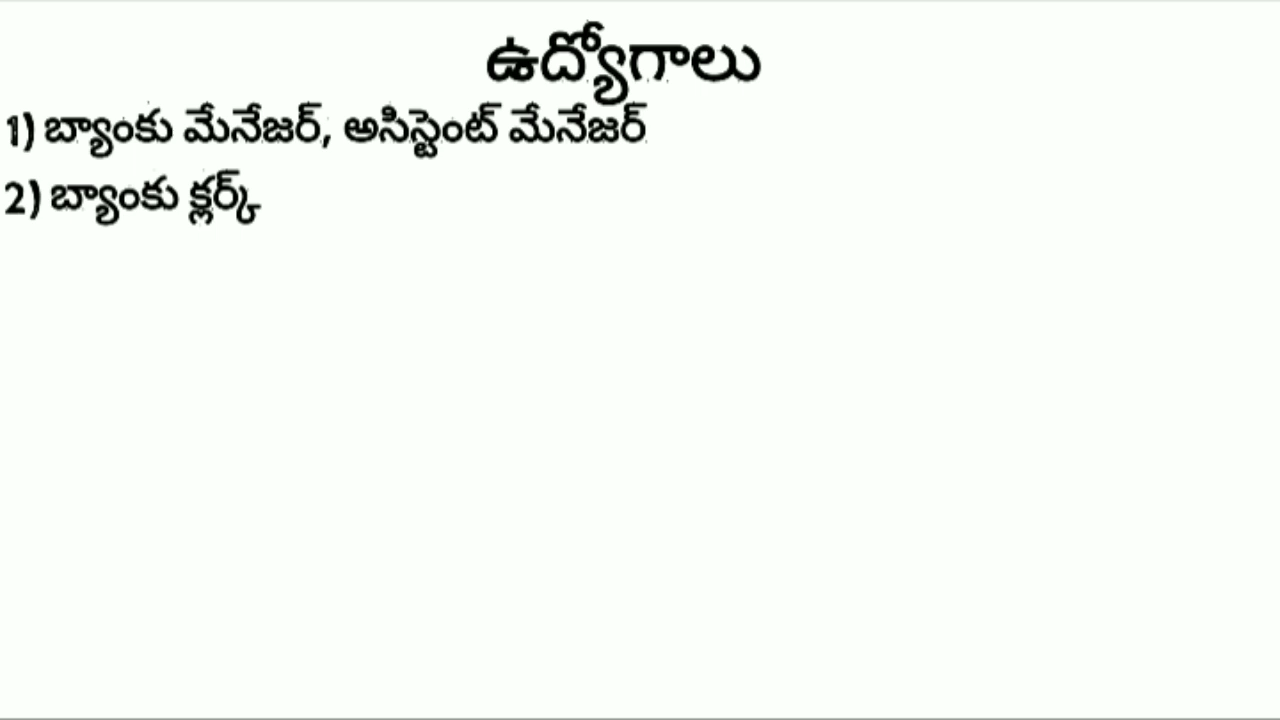 ఉద్యోగాలు
1) బ్యాంకు మేనేజర్, అసిస్టెంట్ మేనేజర్
2) బ్యాంకు క్లర్క్